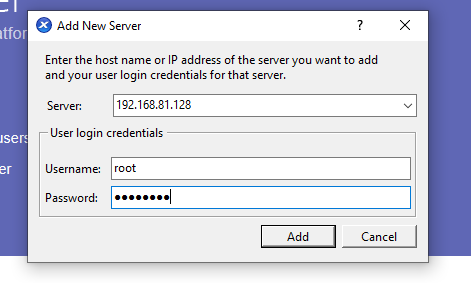 Add New Server
?
Enter the host name or IP address of the server you want to add
and your user login credentials for that server.
Server: 192.168.81.128
User login credentials
users
Username: root
er
Password: ●●●●●●●●
Add Cancel